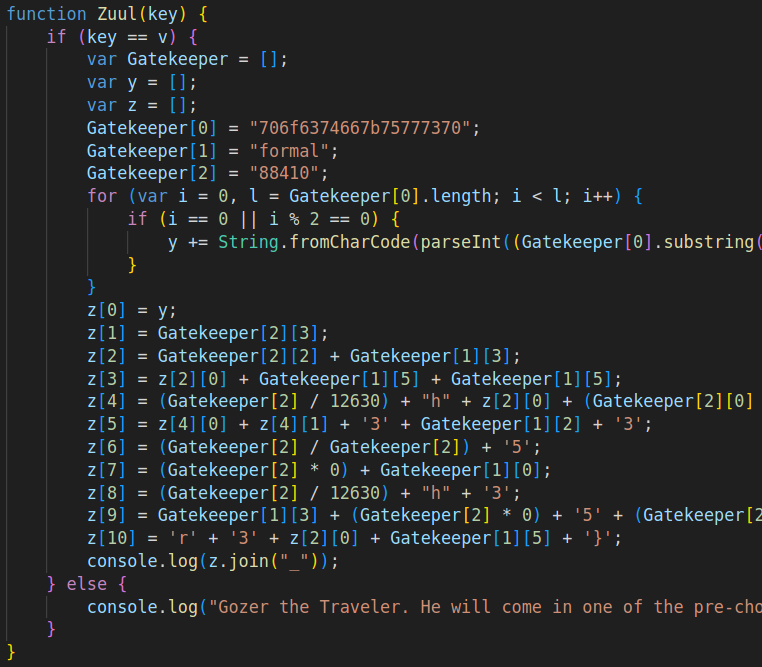 function Zuul(key) {
if (key == v) {
var Gatekeeper = [];
var y = [];
var z = [];
Gatekeeper[0] = "706f6374667b75777370";
Gatekeeper[1] = "formal";
Gatekeeper[2] = "88410";
for (var i = 0, l = Gatekeeper[0].length; i < l; i++) {
if (i == 0 || i % 2 == 0) {
y += String.fromCharCode(parseInt((Gatekeeper[0].substring(
}
}
z[0] = y;
z[1] = Gatekeeper[2][3];
z[2] = Gatekeeper[2][2] + Gatekeeper[1][3];
z[3] = z[2][0] + Gatekeeper[1][5] + Gatekeeper[1][5];
z[4] = (Gatekeeper[2] / 12630) + "h" + z[2][0] + (Gatekeeper[2][0]
z[5] = z[4][0] + z[4][1] + '3' + Gatekeeper[1][2] + '3';
z[6] = (Gatekeeper[2] / Gatekeeper[2]) + '5';
z[7] = (Gatekeeper[2] * 0) + Gatekeeper[1][0];
z[8] = (Gatekeeper[2] / 12630) + "h" + '3';
z[9] = Gatekeeper[1][3] + (Gatekeeper[2] * 0) + '5' + (Gatekeeper[2
z[10] = 'r' + '3' + z[2][0] + Gatekeeper[1][5] + '}';
console.log(z.join("_"));
} else {
console.log("Gozer the Traveler. He will come in one of the pre-cho
}
}